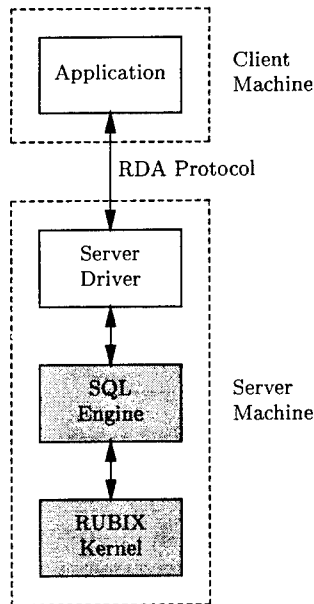 Application
Client
Machine
RDA Protocol
Server
Driver
SQL
Engine
Server
Machine
RUBIX
Kernel